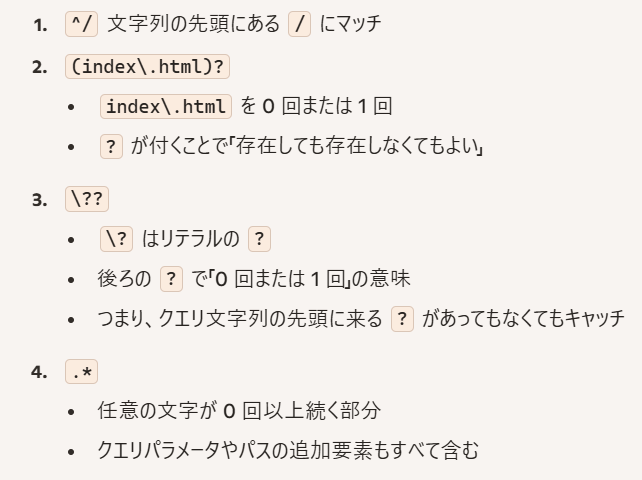 1. ^/ 文字列の先頭にある / にマッチ
2. (index\.html)?
• index\.html を 0 回または 1 回
• ? が付くことで「存在しても存在しなくてもよい」
3. \??
• \? はリテラルの ?
• 後ろの ? で「0 回または 1 回」の意味
• つまり、クエリ文字列の先頭に来る ? があってもなくてもキャッチ
4. .*
• 任意の文字が 0 回以上続く部分
• クエリパラメータやパスの追加要素もすべて含む